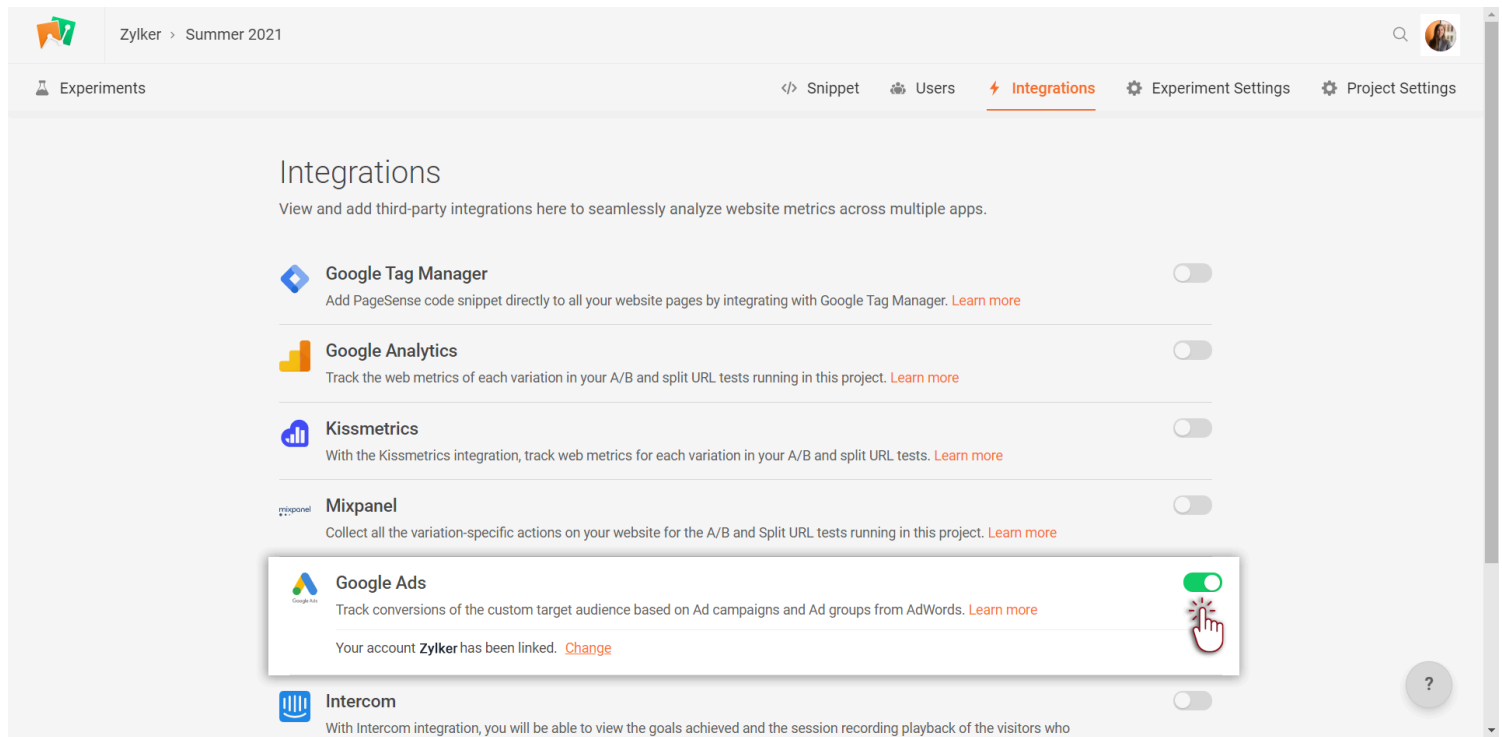 Zylker › Summer 2021
Experiments
</> Snippet
Users
Integrations
Experiment Settings
Project Settings
Integrations
View and add third-party integrations here to seamlessly analyze website metrics across multiple apps.
Google Tag Manager
Add PageSense code snippet directly to all your website pages by integrating with Google Tag Manager. Learn more
Google Analytics
Track the web metrics of each variation in your A/B and split URL tests running in this project. Learn more
Kissmetrics
With the Kissmetrics integration, track web metrics for each variation in your A/B and split URL tests. Learn more
mixpanel
Mixpanel
Collect all the variation-specific actions on your website for the A/B and Split URL tests running in this project. Learn more
Google Ads
Google Ads
Track conversions of the custom target audience based on Ad campaigns and Ad groups from AdWords. Learn more
Your account Zylker has been linked. Change
?
Intercom
With Intercom integration, you will be able to view the goals achieved and the session recording playback of the visitors who